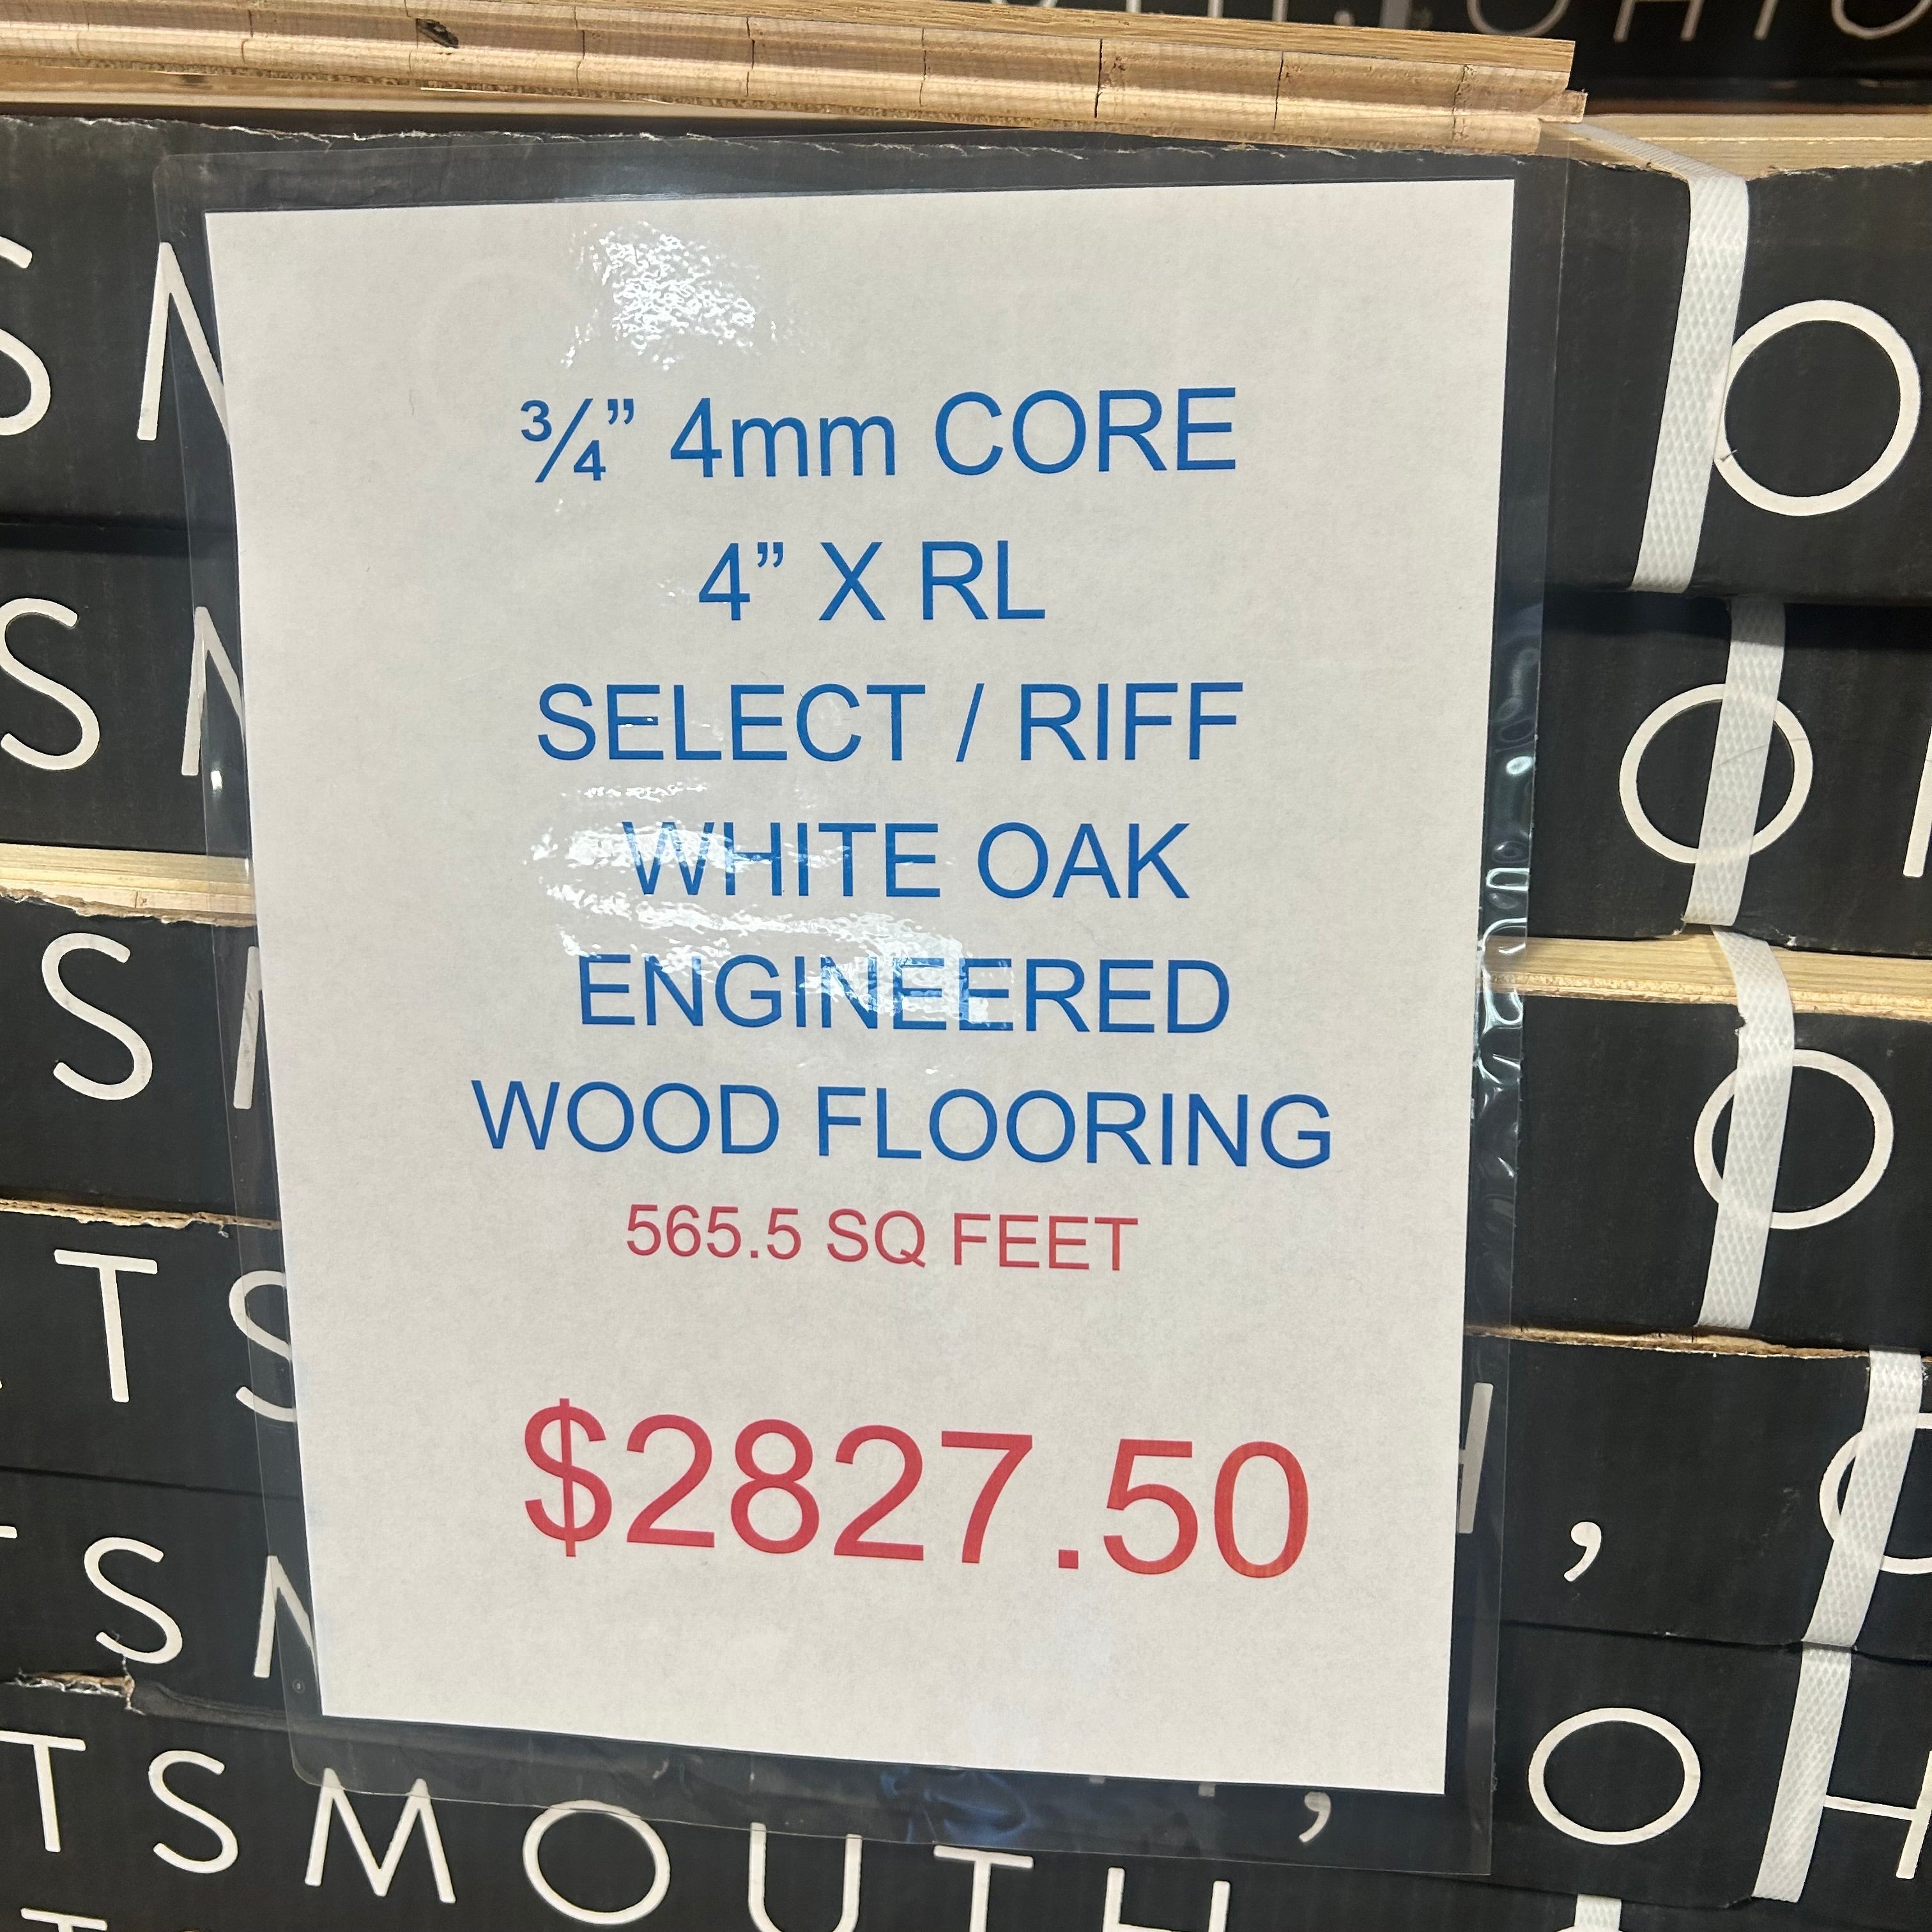 ¾” 4mm CORE
4” X RL
SELECT / RIFF
WHITE OAK
ENGINEERED
WOOD FLOORING
565.5 SQ FEET
$2827.50
TSMOUTH,